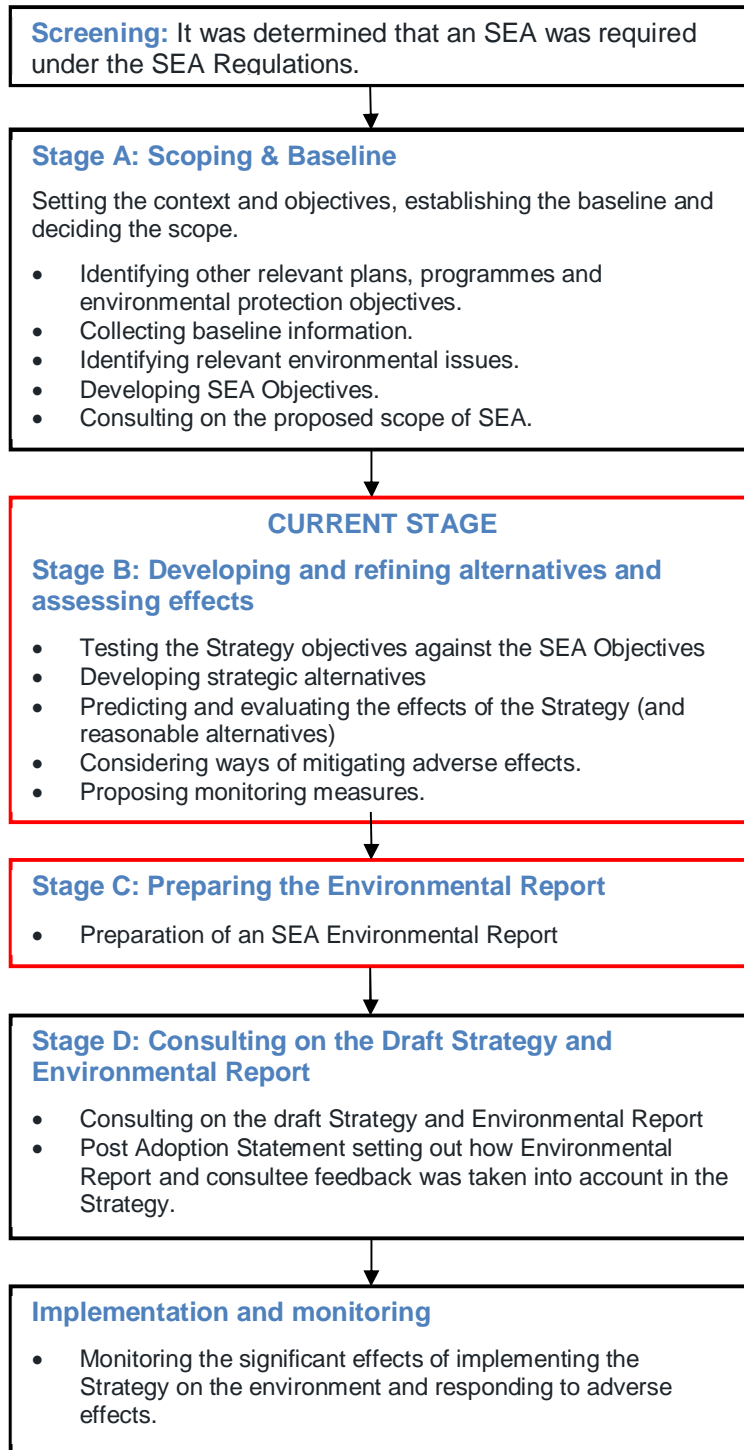 Screening: It was determined that an SEA was required
under the SEA Regulations.
Stage A: Scoping & Baseline
Setting the context and objectives, establishing the baseline and
deciding the scope.
• Identifying other relevant plans, programmes and
environmental protection objectives.
• Collecting baseline information.
• Identifying relevant environmental issues.
• Developing SEA Objectives.
• Consulting on the proposed scope of SEA.
CURRENT STAGE
Stage B: Developing and refining alternatives and
assessing effects
• Testing the Strategy objectives against the SEA Objectives
• Developing strategic alternatives
• Predicting and evaluating the effects of the Strategy (and
reasonable alternatives)
• Considering ways of mitigating adverse effects.
• Proposing monitoring measures.
Stage C: Preparing the Environmental Report
• Preparation of an SEA Environmental Report
Stage D: Consulting on the Draft Strategy and
Environmental Report
• Consulting on the draft Strategy and Environmental Report
• Post Adoption Statement setting out how Environmental
Report and consultee feedback was taken into account in the
Strategy.
Implementation and monitoring
• Monitoring the significant effects of implementing the
Strategy on the environment and responding to adverse
effects.